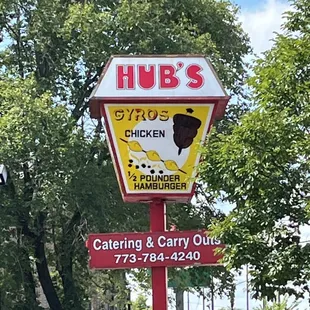 HUB'S
GYROS
CHICKEN
½ POUNDER
HAMBURGER
Catering & Carry Outs
773-784-4240